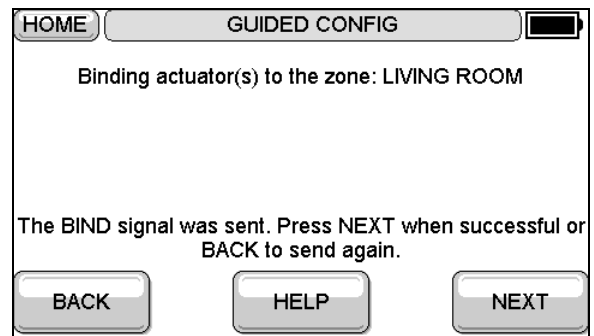 HOME GUIDED CONFIG
Binding actuator(s) to the zone: LIVING ROOM
The BIND signal was sent. Press NEXT when successful or
BACK to send again.
BACK HELP NEXT